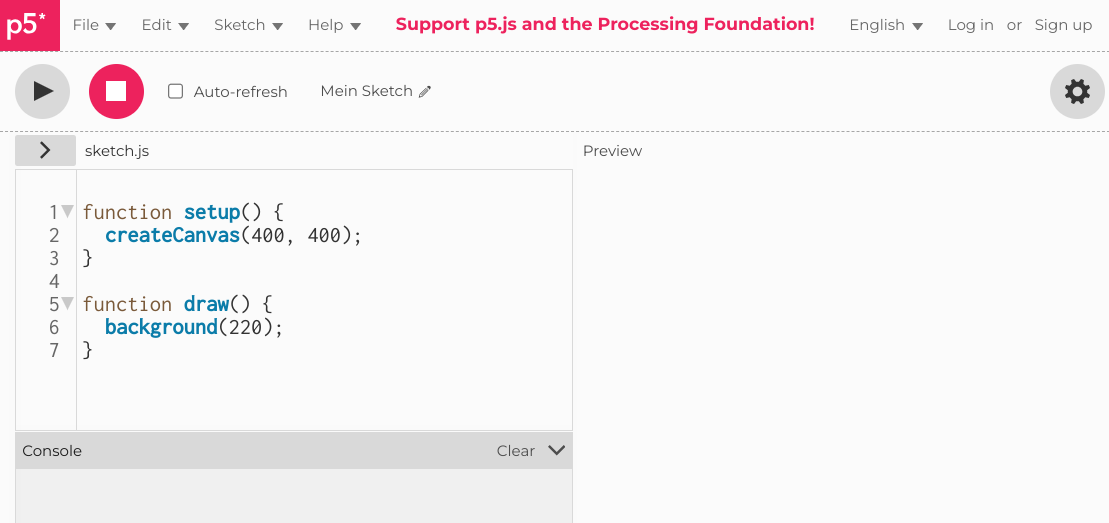 p5* File Edit Sketch Help Support p5.js and the Processing Foundation! English Log in or Sign up
Auto-refresh Mein Sketch
sketch.js
Preview
1 function setup() {
2   createCanvas(400, 400);
3 }
4
5 function draw() {
6   background(220);
7 }
Console Clear